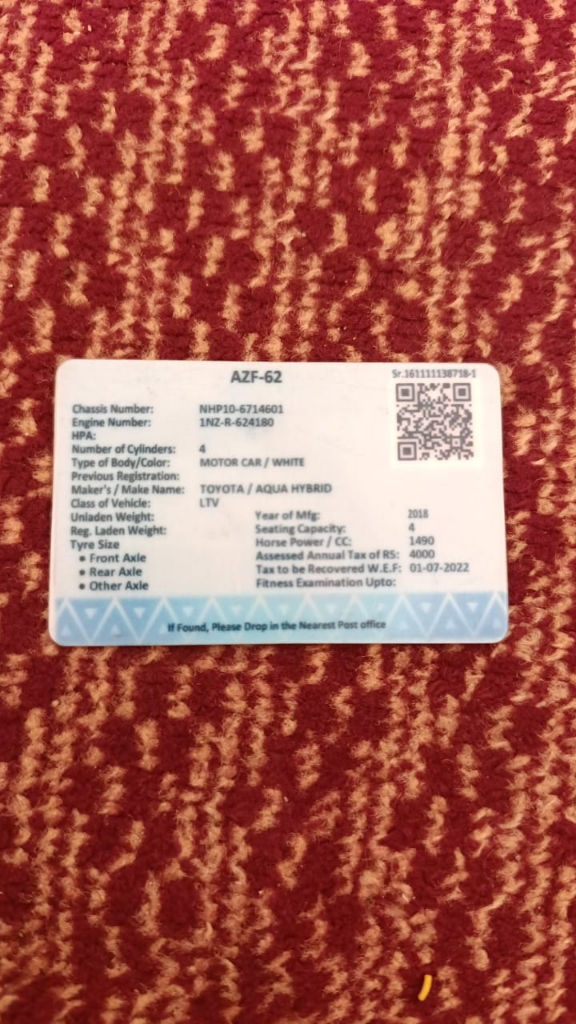 AZF-62
Sr.161111138718-1
Chassis Number: NHP10-6714601
Engine Number: 1NZ-R-624180
HPA:
Number of Cylinders: 4
Type of Body/Color: MOTOR CAR / WHITE
Previous Registration:
Maker's / Make Name: TOYOTA / AQUA HYBRID
Class of Vehicle: LTV
Unladen Weight:
Reg. Laden Weight:
Tyre Size
• Front Axle
• Rear Axle
• Other Axle
Year of Mfg: 2018
Seating Capacity: 4
Horse Power / CC: 1490
Assessed Annual Tax of RS: 4000
Tax to be Recovered W.E.F: 01-07-2022
Fitness Examination Upto:
If Found, Please Drop in the Nearest Post office